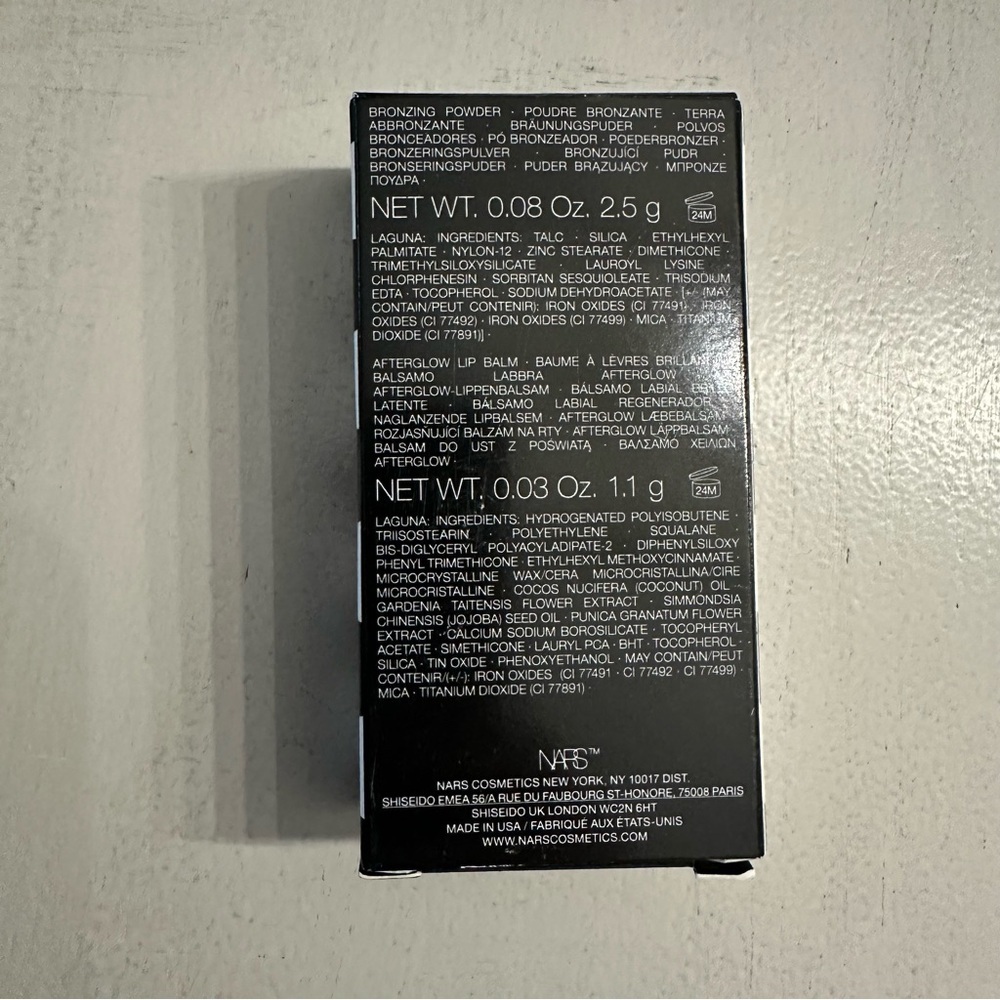 BRONZING POWDER · POUDRE BRONZANTE · TERRA
ABBRONZANTE · BRÄUNUNGSPUDER · POLVOS
BRONCEADORES · PÓ BRONZEADOR · POEDERBRONZER ·
BRONZERINGSPULVER · BRONZUJÍCÍ PUDR ·
BRONSERINGSPUDER · PUDER BRĄZUJĄCY · ΜΠΡΟΝΖΕ
ΠΟΥΔΡΑ ·
NET WT. 0.08 Oz. 2.5 g
24M
LAGUNA: INGREDIENTS: TALC · SILICA · ETHYLHEXYL
PALMITATE · NYLON-12 · ZINC STEARATE · DIMETHICONE ·
TRIMETHYLSILOXYSILICATE · LAUROYL LYSINE ·
CHLORPHENESIN · SORBITAN SESQUIOLEATE · TRISODIUM
EDTA · TOCOPHEROL · SODIUM DEHYDROACETATE · [+/- (MAY
CONTAIN/PEUT CONTENIR): IRON OXIDES (CI 77491) · IRON
OXIDES (CI 77492) · IRON OXIDES (CI 77499) · MICA · TITANIUM
DIOXIDE (CI 77891)] ·
AFTERGLOW LIP BALM · BAUME À LÈVRES
BALSAMO LABBRA AFTERGLOW
AFTERGLOW-LIPPENBALSAM · BÁLSAMO LABIAL
LATENTE · BÁLSAMO LABIAL REGENERADOR
NAGLANZENDE LIPBALSEM · AFTERGLOW LÆBEBALSAM
ROZJASŇUJÍCÍ BALZÁM NA RTY · AFTERGLOW LÄPPBALSAM
BALSAM DO UST Z POŚWIATĄ · ΒΑΛΣΑΜΟ ΧΕΙΛΙΩΝ
AFTERGLOW ·
NET WT. 0.03 Oz. 1.1 g
24M
LAGUNA: INGREDIENTS: HYDROGENATED POLYISOBUTENE ·
TRIISOSTEARIN · POLYETHYLENE · SQUALANE ·
BIS-DIGLYCERYL POLYACYLADIPATE-2 · DIPHENYLSILOXY
PHENYL TRIMETHICONE · ETHYLHEXYL METHOXYCINNAMATE ·
MICROCRYSTALLINE WAX/CERA MICROCRISTALLINA/CIRE
MICROCRISTALLINE · COCOS NUCIFERA (COCONUT) OIL ·
GARDENIA TAITENSIS FLOWER EXTRACT · SIMMONDSIA
CHINENSIS (JOJOBA) SEED OIL · PUNICA GRANATUM FLOWER
EXTRACT · CALCIUM SODIUM BOROSILICATE · TOCOPHERYL
ACETATE · SIMETHICONE · LAURYL PCA · BHT · TOCOPHEROL ·
SILICA · TIN OXIDE · PHENOXYETHANOL · MAY CONTAIN/PEUT
CONTENIR/(+/-): IRON OXIDES (CI 77491 · CI 77492 · CI 77499) ·
MICA · TITANIUM DIOXIDE (CI 77891) ·
NARS™
NARS COSMETICS NEW YORK, NY 10017 DIST.
SHISEIDO EMEA 56/A RUE DU FAUBOURG ST-HONORE, 75008 PARIS
SHISEIDO UK LONDON WC2N 6HT
MADE IN USA / FABRIQUÉ AUX ÉTATS-UNIS
WWW.NARSCOSMETICS.COM